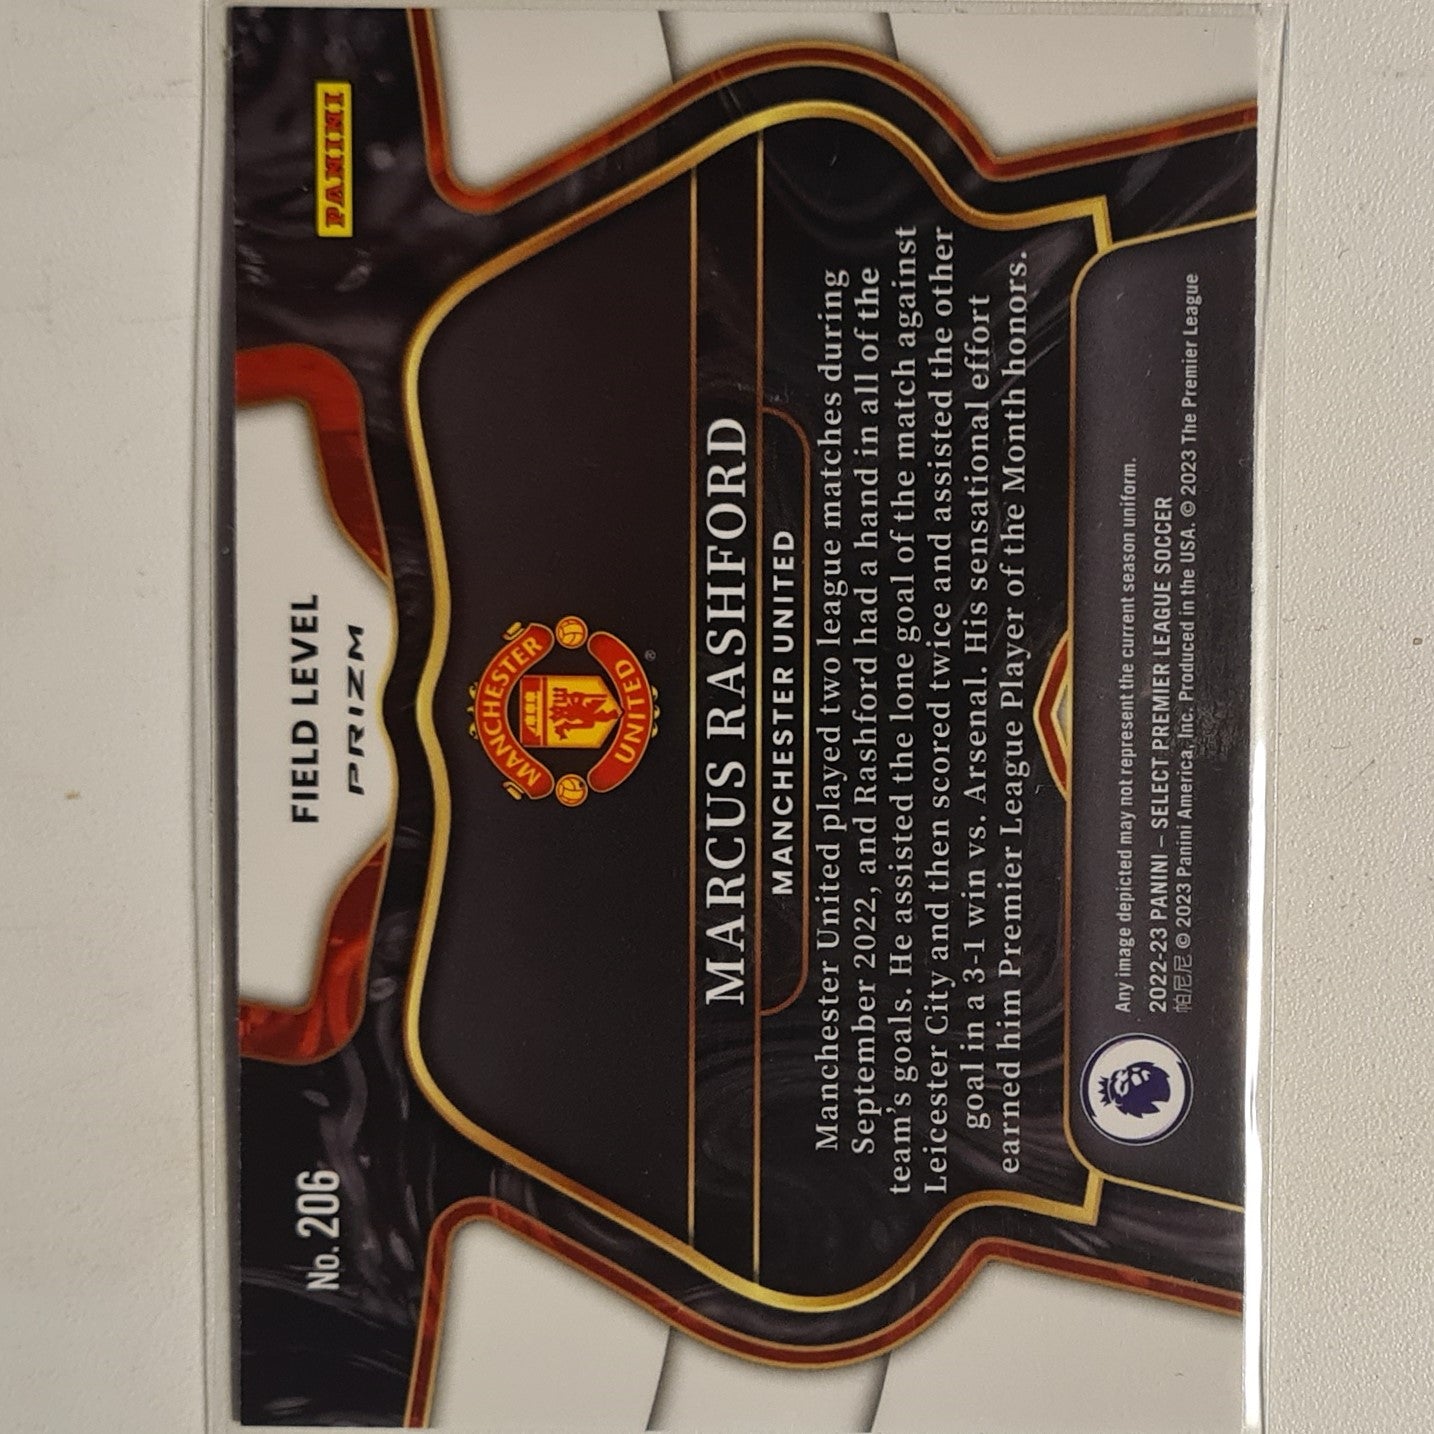 No. 206
FIELD LEVEL
PRIZM
PANINI
MANCHESTER
UNITED
®
MARCUS RASHFORD
MANCHESTER UNITED
Manchester United played two league matches during
September 2022, and Rashford had a hand in all of the
team's goals. He assisted the lone goal of the match against
Leicester City and then scored twice and assisted the other
goal in a 3-1 win vs. Arsenal. His sensational effort
earned him Premier League Player of the Month honors.
Any image depicted may not represent the current season uniform.
2022-23 PANINI – SELECT PREMIER LEAGUE SOCCER
帕尼尼 © 2023 Panini America, Inc. Produced in the USA. © 2023 The Premier League